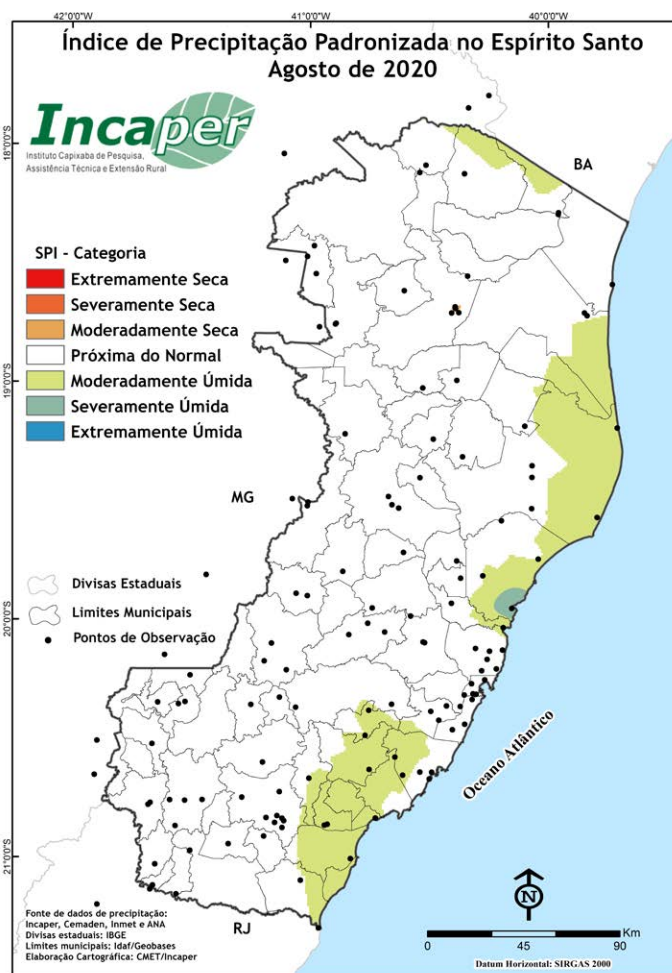 42°0'0"O 41°0'0"O 40°0'0"O
Índice de Precipitação Padronizada no Espírito Santo
Agosto de 2020
Incaper
Instituto Capixaba de Pesquisa,
Assistência Técnica e Extensão Rural
18°0'0"S
BA
SPI - Categoria
Extremamente Seca
Severamente Seca
Moderadamente Seca
Próxima do Normal
Moderadamente Úmida
Severamente Úmida
Extremamente Úmida
19°0'0"S
MG
Divisas Estaduais
Limites Municipais
Pontos de Observação
20°0'0"S
Oceano Atlântico
21°0'0"S
Fonte de dados de precipitação:
Incaper, Cemaden, Inmet e ANA
Divisas estaduais: IBGE
Limites municipais: Idaf/Geobases
Elaboração Cartográfica: CMET/Incaper
RJ
N
Km
0 45 90
Datum Horizontal: SIRGAS 2000